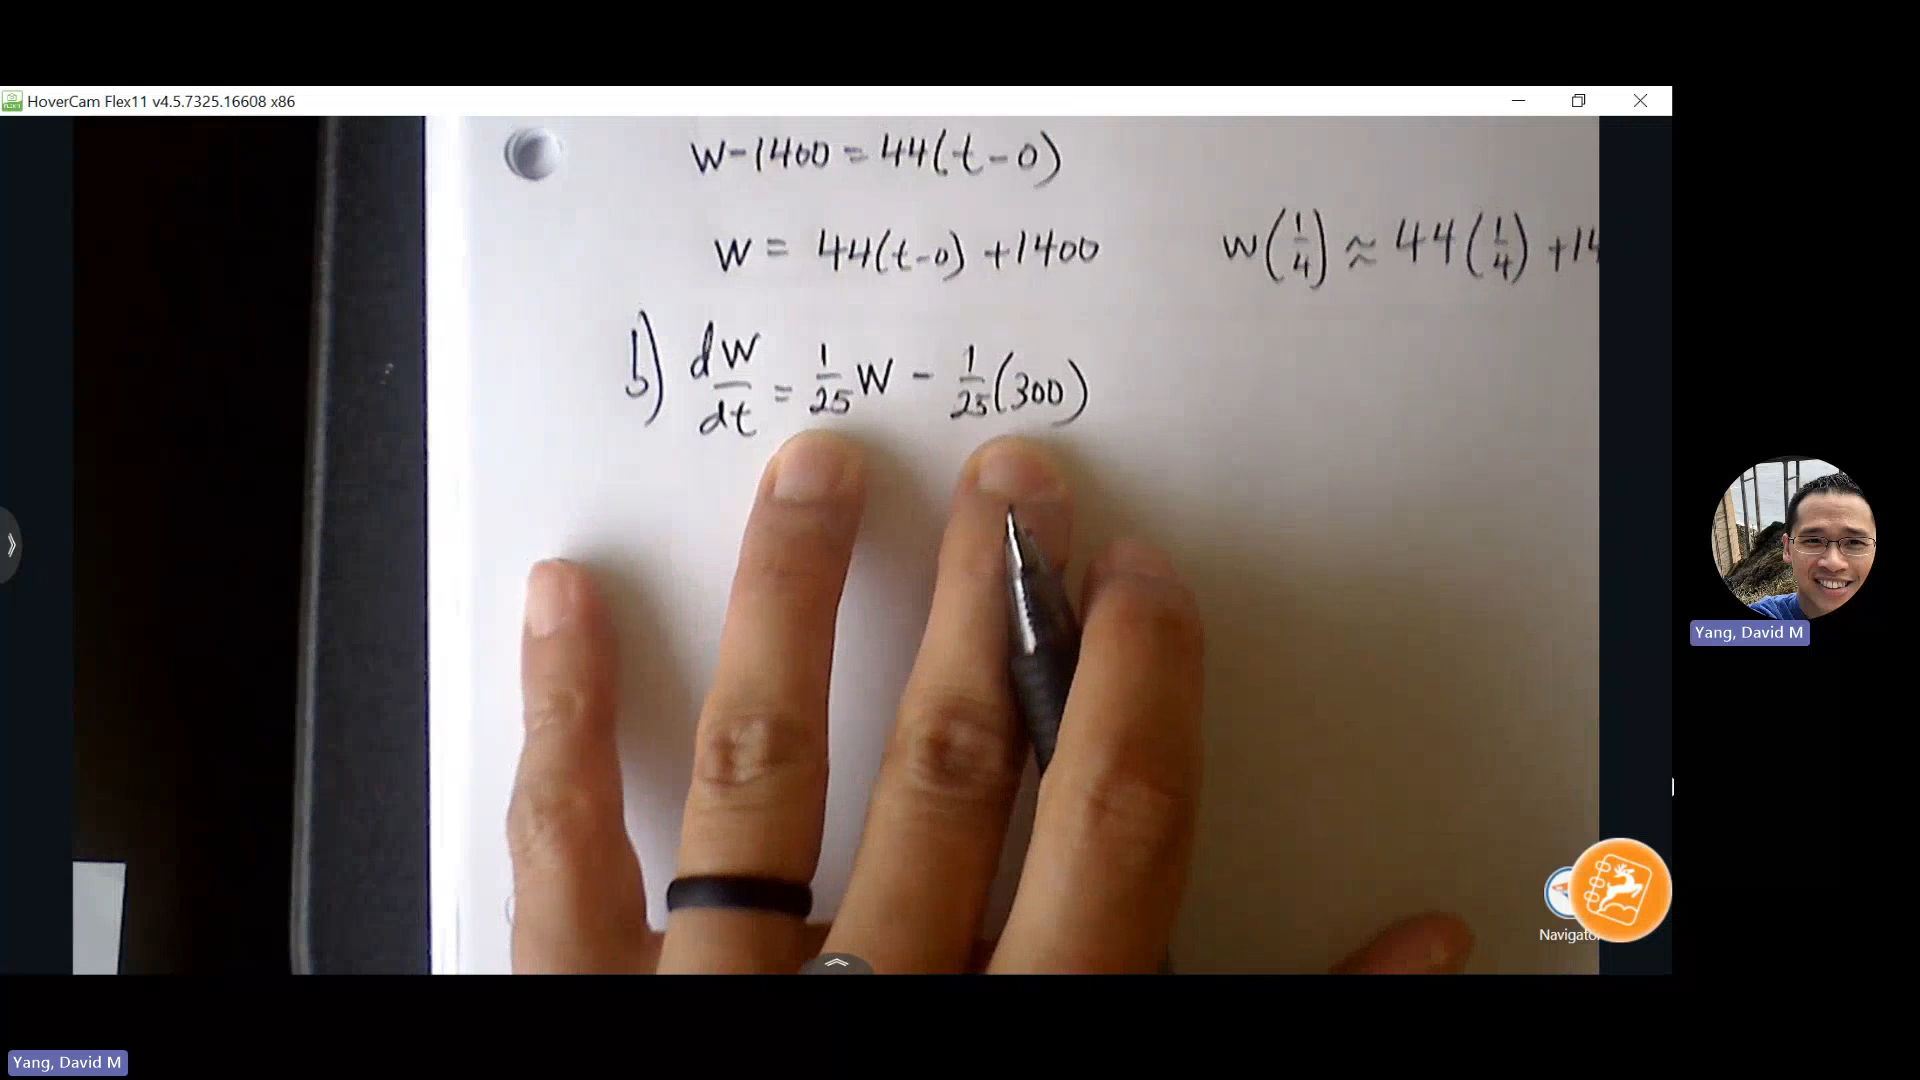 HoverCam Flex11 v4.5.7325.16608 x86
W-1400 = 44(t-0)
W = 44(t-0) +1400
W(1/4) ≈ 44(1/4) +14
b) dW/dt = 1/25 W - 1/25 (300)
Yang, David M
Yang, David M